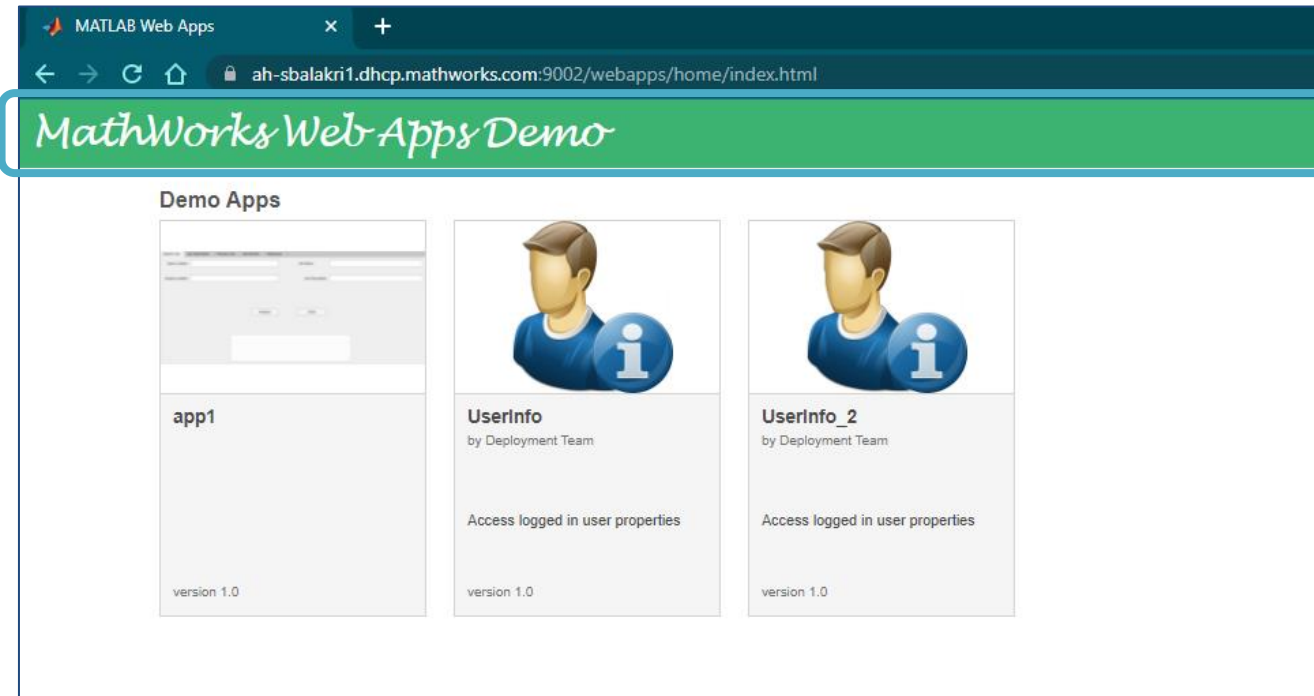 MATLAB Web Apps
ah-sbalakri1.dhcp.mathworks.com:9002/webapps/home/index.html
MathWorks Web Apps Demo
Demo Apps
app1
UserInfo
by Deployment Team
Access logged in user properties
UserInfo_2
by Deployment Team
Access logged in user properties
version 1.0
version 1.0
version 1.0